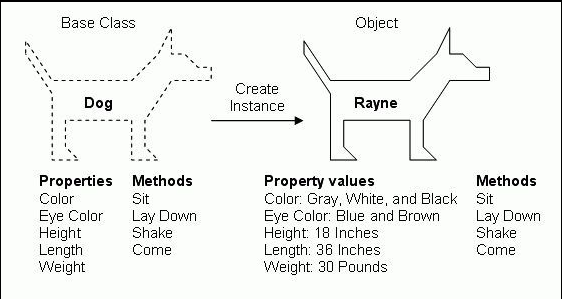 Base Class
Object
Dog
Create
Instance
Rayne
Properties
Color
Eye Color
Height
Length
Weight
Methods
Sit
Lay Down
Shake
Come
Property values
Color: Gray, White, and Black
Eye Color: Blue and Brown
Height: 18 Inches
Length: 36 Inches
Weight: 30 Pounds
Methods
Sit
Lay Down
Shake
Come